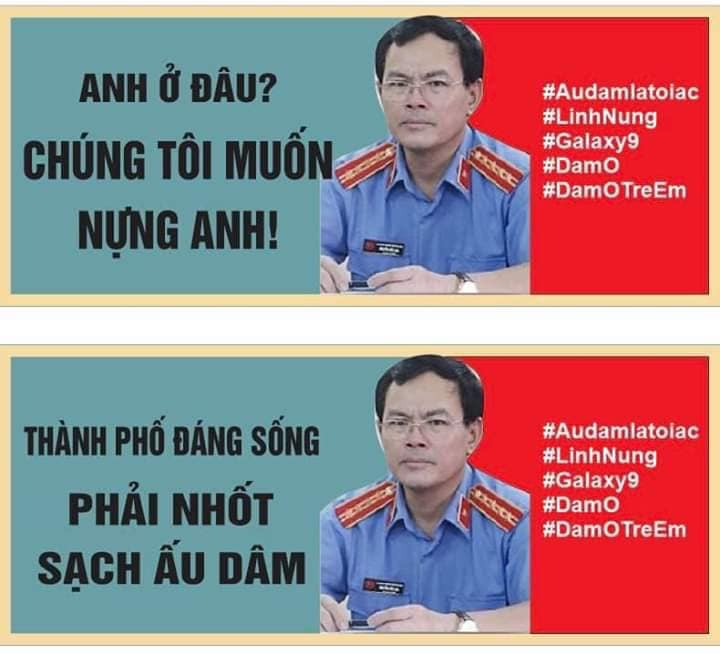 ANH Ở ĐÂU?
CHÚNG TÔI MUỐN
NỰNG ANH!
#Audamlatoiac
#LinhNung
#Galaxy9
#DamO
#DamOTreEm
THÀNH PHỐ ĐÁNG SỐNG
PHẢI NHỐT
SẠCH ẤU DÂM
#Audamlatoiac
#LinhNung
#Galaxy9
#DamO
#DamOTreEm